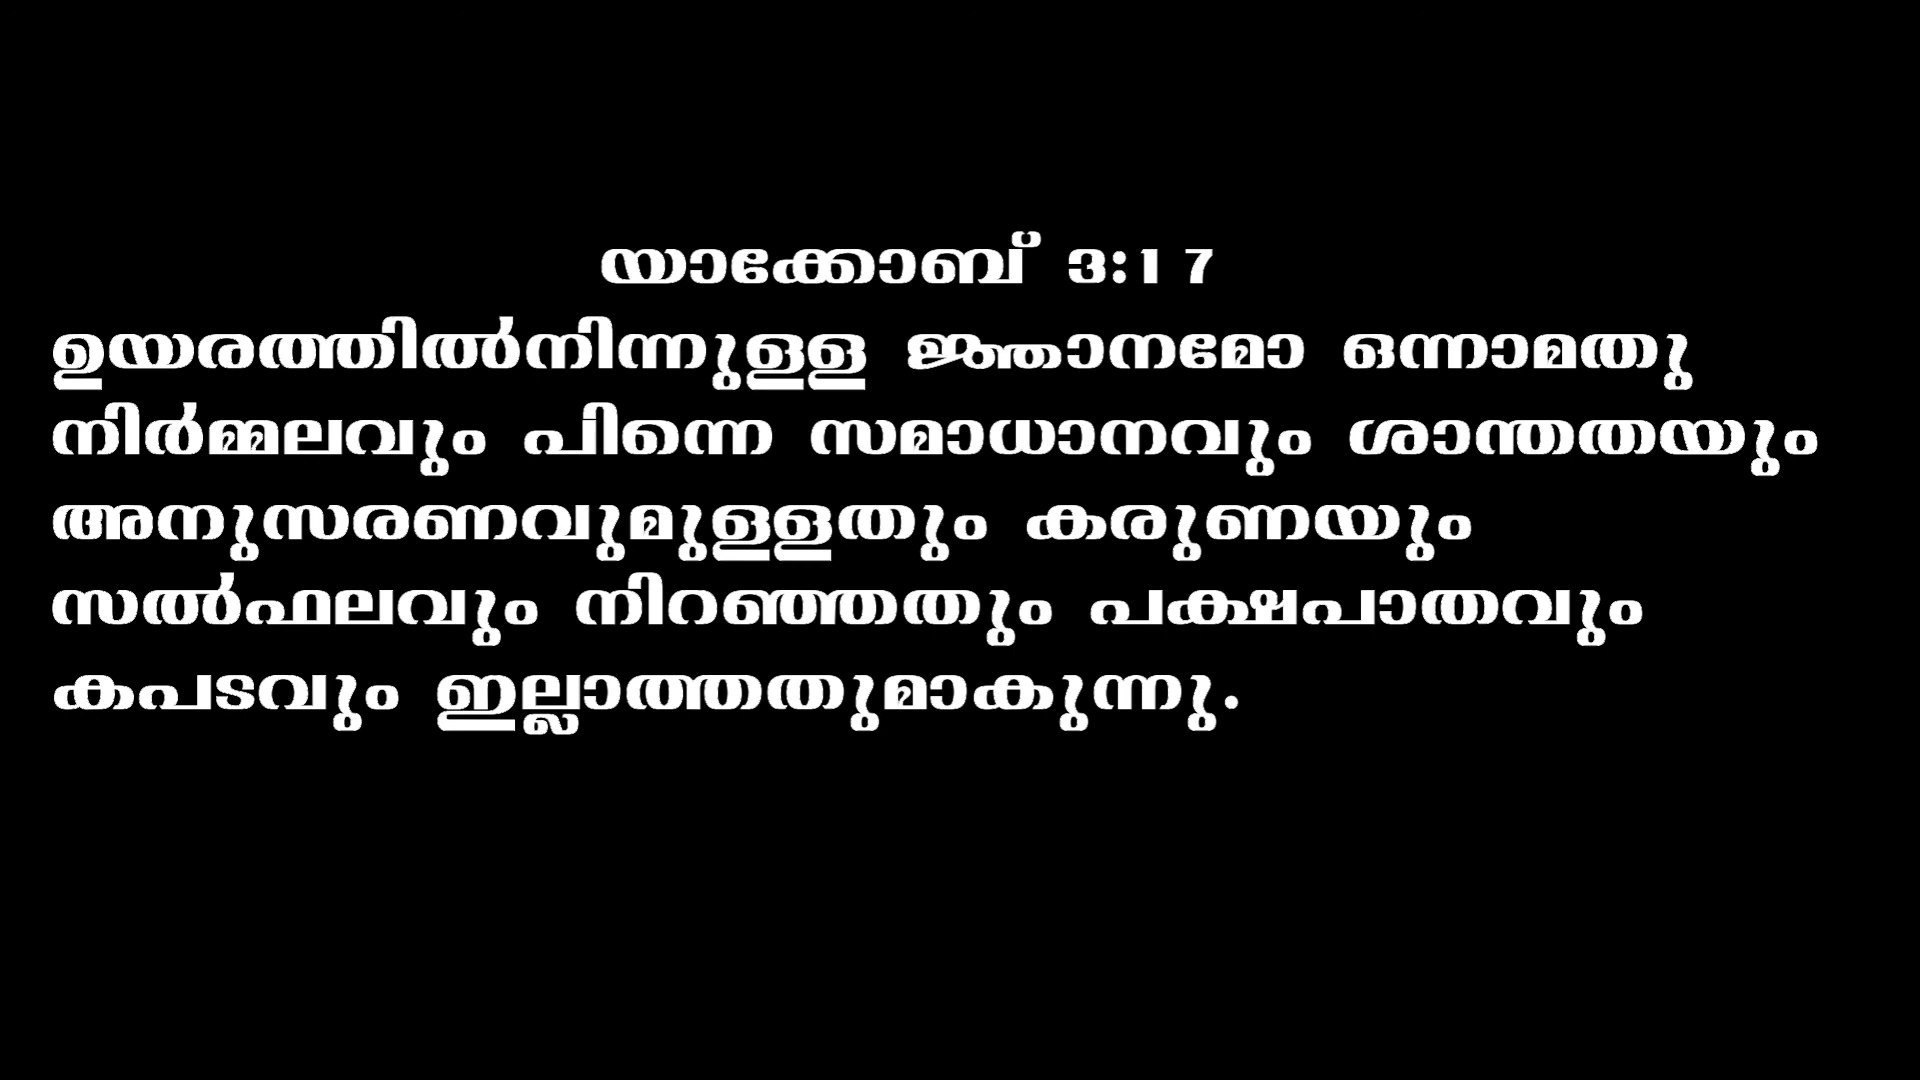 യാക്കോബ് 3:17
ഉയരത്തിൽനിന്നുള്ള ജ്ഞാനമോ ഒന്നാമതു
നിർമ്മലവും പിന്നെ സമാധാനവും ശാന്തതയും
അനുസരണവുമുള്ളതും കരുണയും
സൽഫലവും നിറഞ്ഞതും പക്ഷപാതവും
കപടവും ഇല്ലാത്തതുമാകുന്നു.